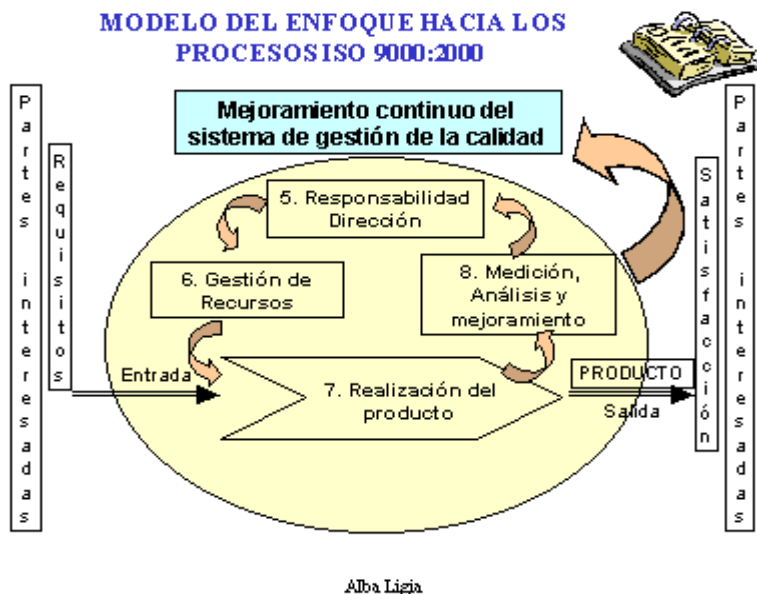 MODELO DEL ENFOQUE HACIA LOS
PROCESOS ISO 9000:2000
Partes interesadas
Requisitos
Mejoramiento continuo del
sistema de gestión de la calidad
5. Responsabilidad
Dirección
6. Gestión de
Recursos
8. Medición,
Análisis y
mejoramiento
Entrada
7. Realización del
producto
PRODUCTO
Salida
Satisfacción
Partes interesadas
Alba Ligia